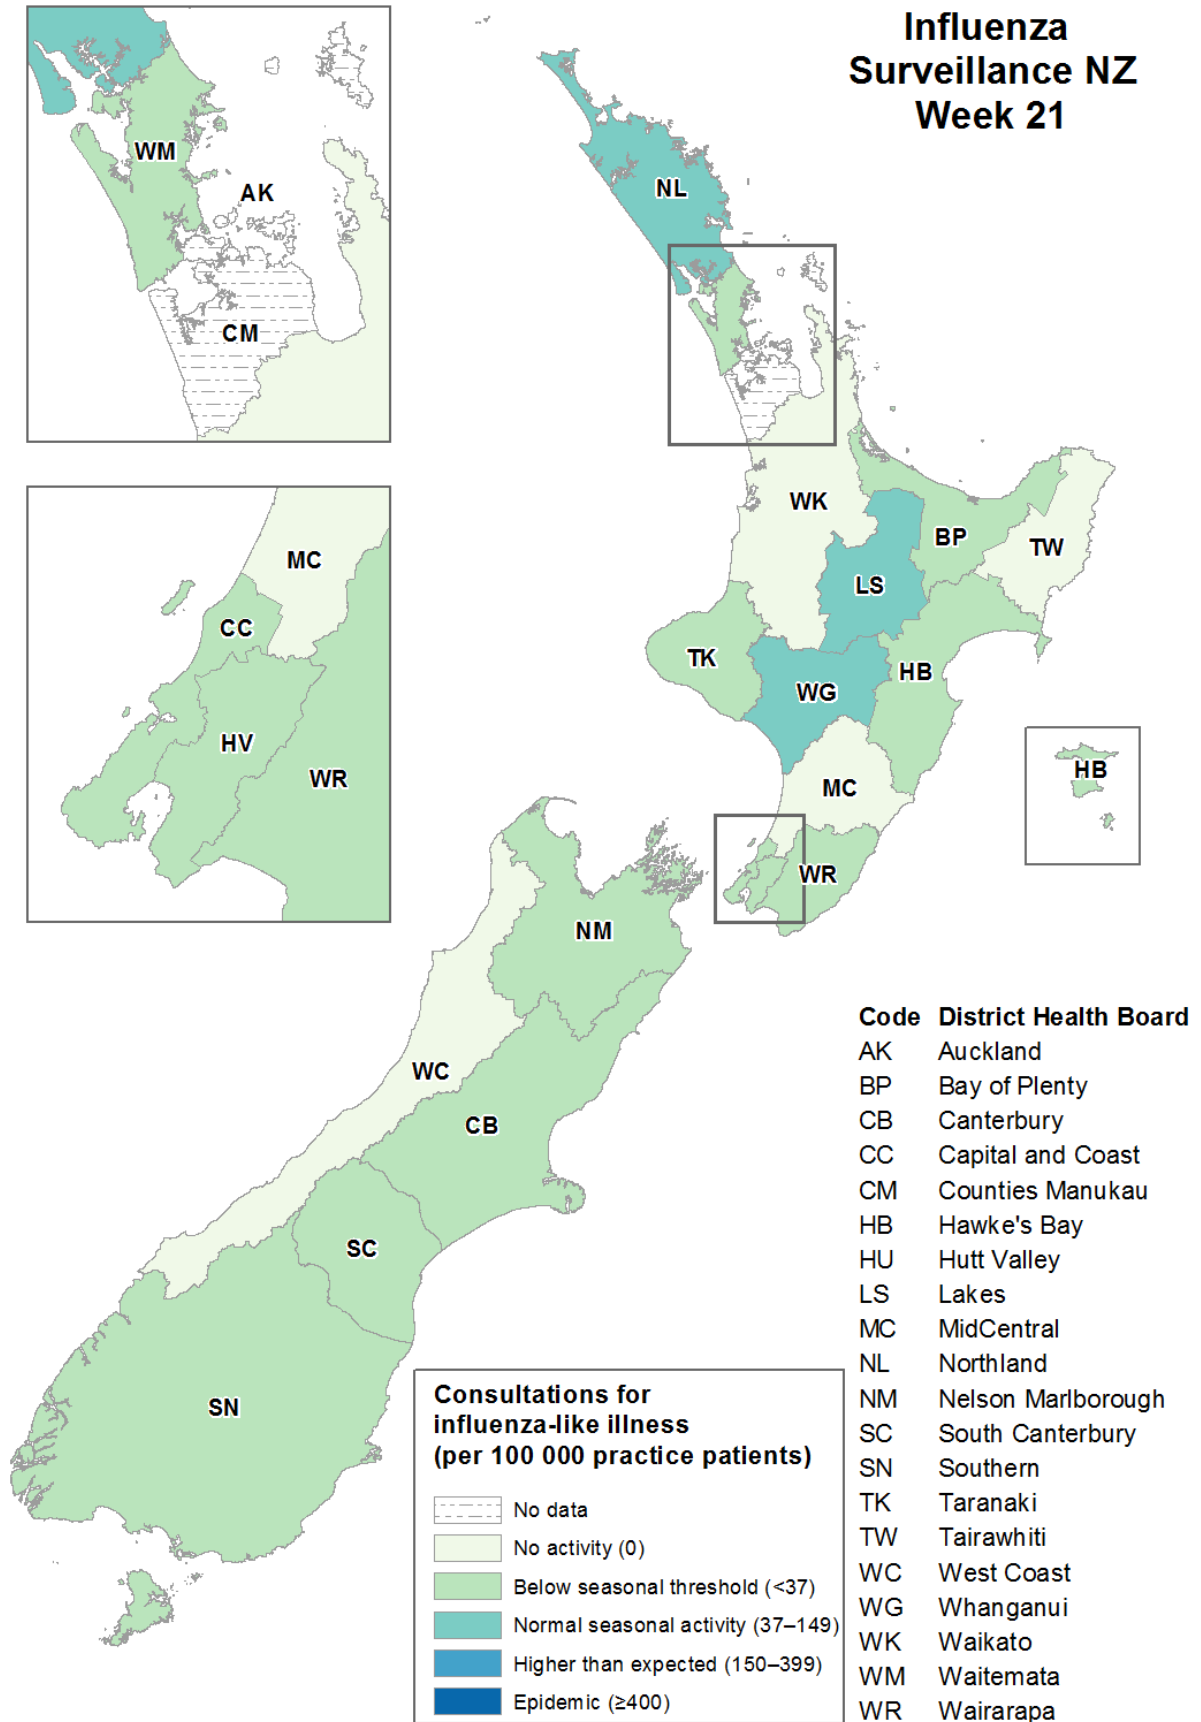 Influenza
Surveillance NZ
Week 21
WM
AK
CM
NL
WK
BP
TW
LS
TK
WG
HB
MC
WR
HB
MC
CC
HV
WR
NM
WC
CB
SC
SN
Code District Health Board
AK Auckland
BP Bay of Plenty
CB Canterbury
CC Capital and Coast
CM Counties Manukau
HB Hawke's Bay
HU Hutt Valley
LS Lakes
MC MidCentral
NL Northland
NM Nelson Marlborough
SC South Canterbury
SN Southern
TK Taranaki
TW Tairawhiti
WC West Coast
WG Whanganui
WK Waikato
WM Waitemata
WR Wairarapa
Consultations for
influenza-like illness
(per 100 000 practice patients)
No data
No activity (0)
Below seasonal threshold (<37)
Normal seasonal activity (37–149)
Higher than expected (150–399)
Epidemic (≥400)